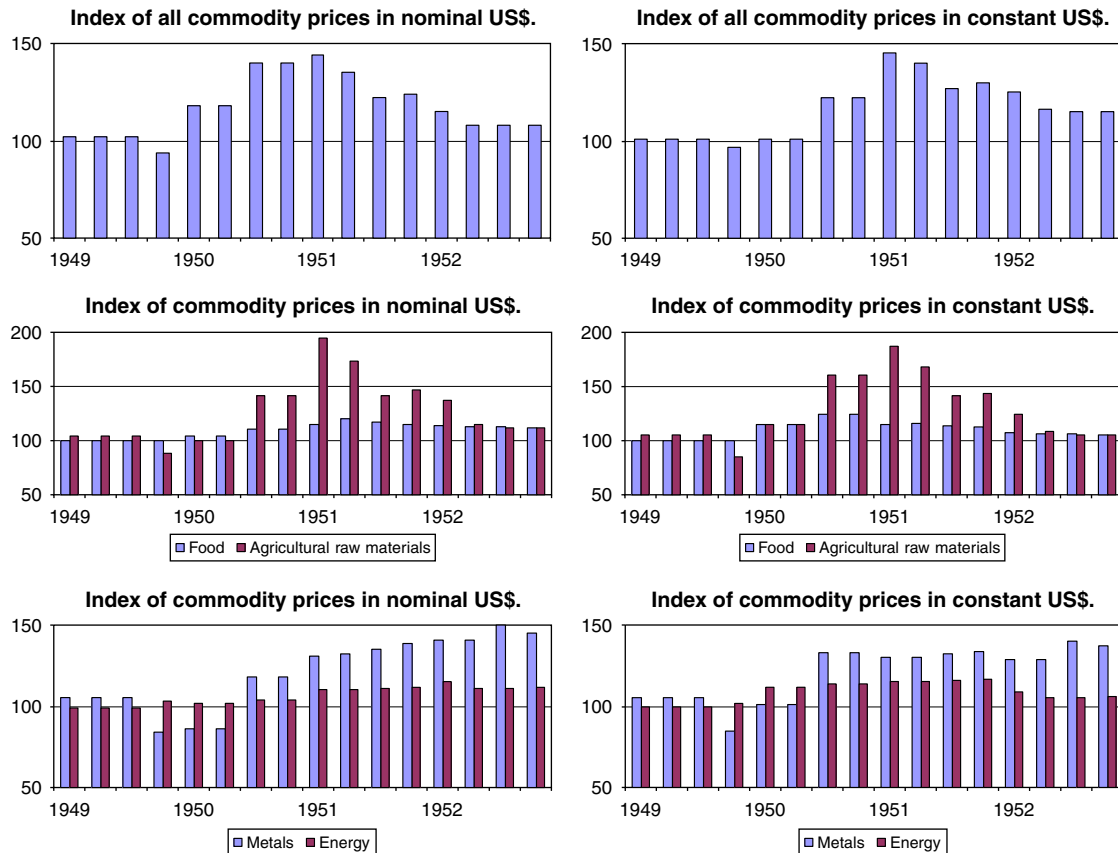 Index of all commodity prices in nominal US$.
150
100
50
1949 1950 1951 1952
Index of all commodity prices in constant US$.
150
100
50
1949 1950 1951 1952
Index of commodity prices in nominal US$.
200
150
100
50
1949 1950 1951 1952
Food Agricultural raw materials
Index of commodity prices in constant US$.
200
150
100
50
1949 1950 1951 1952
Food Agricultural raw materials
Index of commodity prices in nominal US$.
150
100
50
1949 1950 1951 1952
Metals Energy
Index of commodity prices in constant US$.
150
100
50
1949 1950 1951 1952
Metals Energy